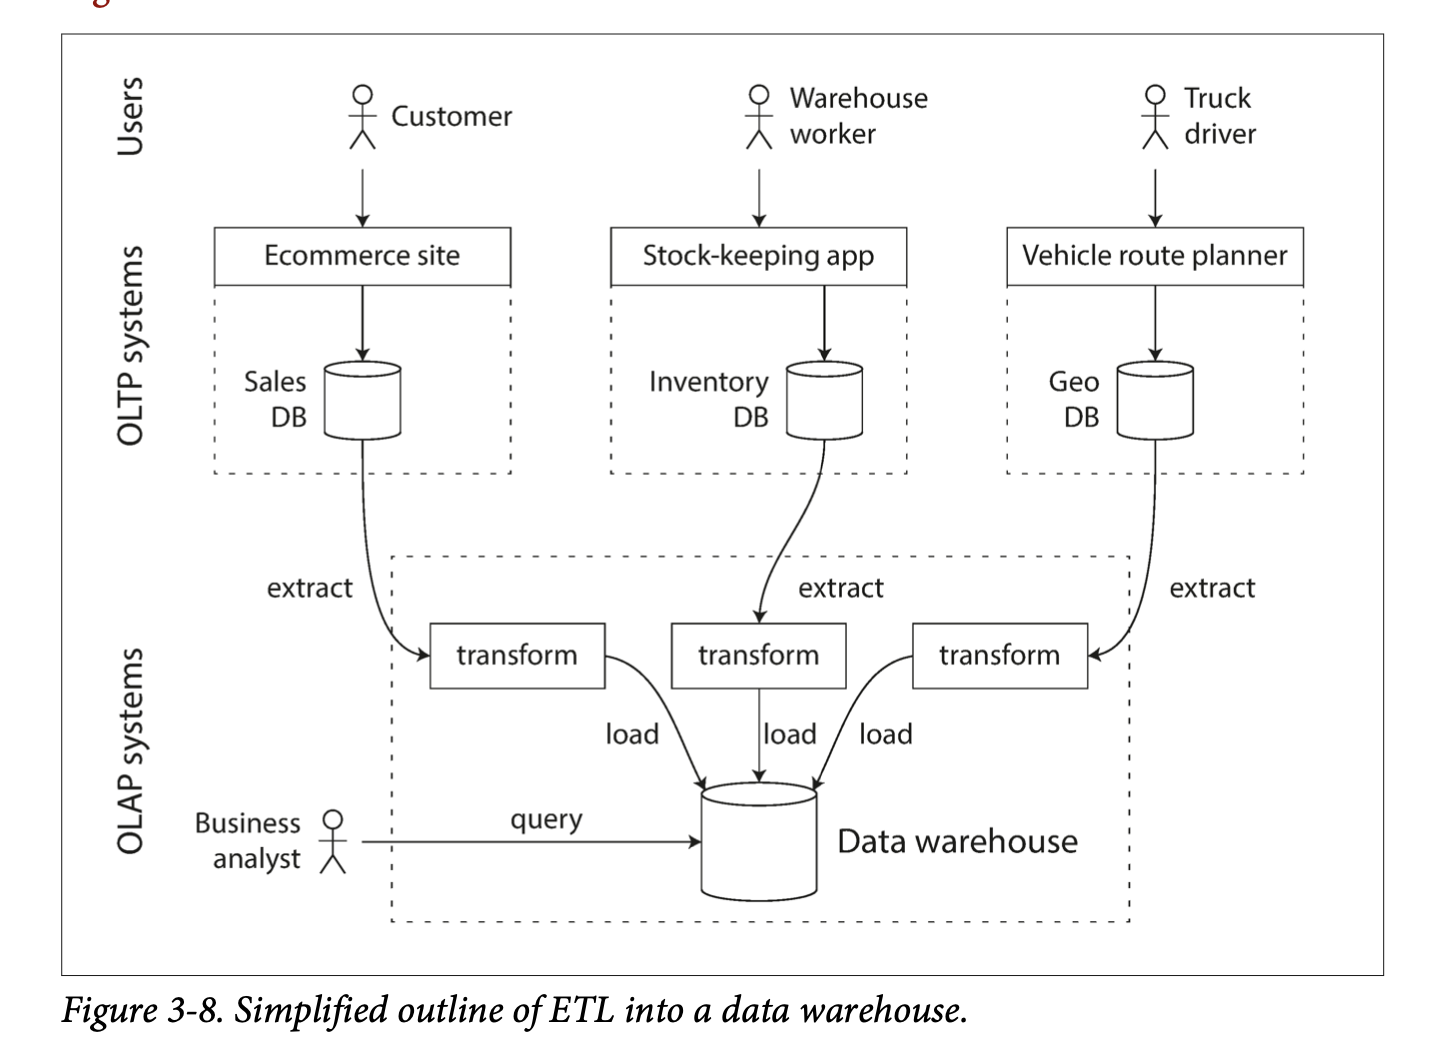 Users
Customer
Warehouse
worker
Truck
driver
OLTP systems
Ecommerce site
Stock-keeping app
Vehicle route planner
Sales
DB
Inventory
DB
Geo
DB
extract
extract
extract
OLAP systems
transform
transform
transform
load
load
load
Business
analyst
query
Data warehouse
Figure 3-8. Simplified outline of ETL into a data warehouse.